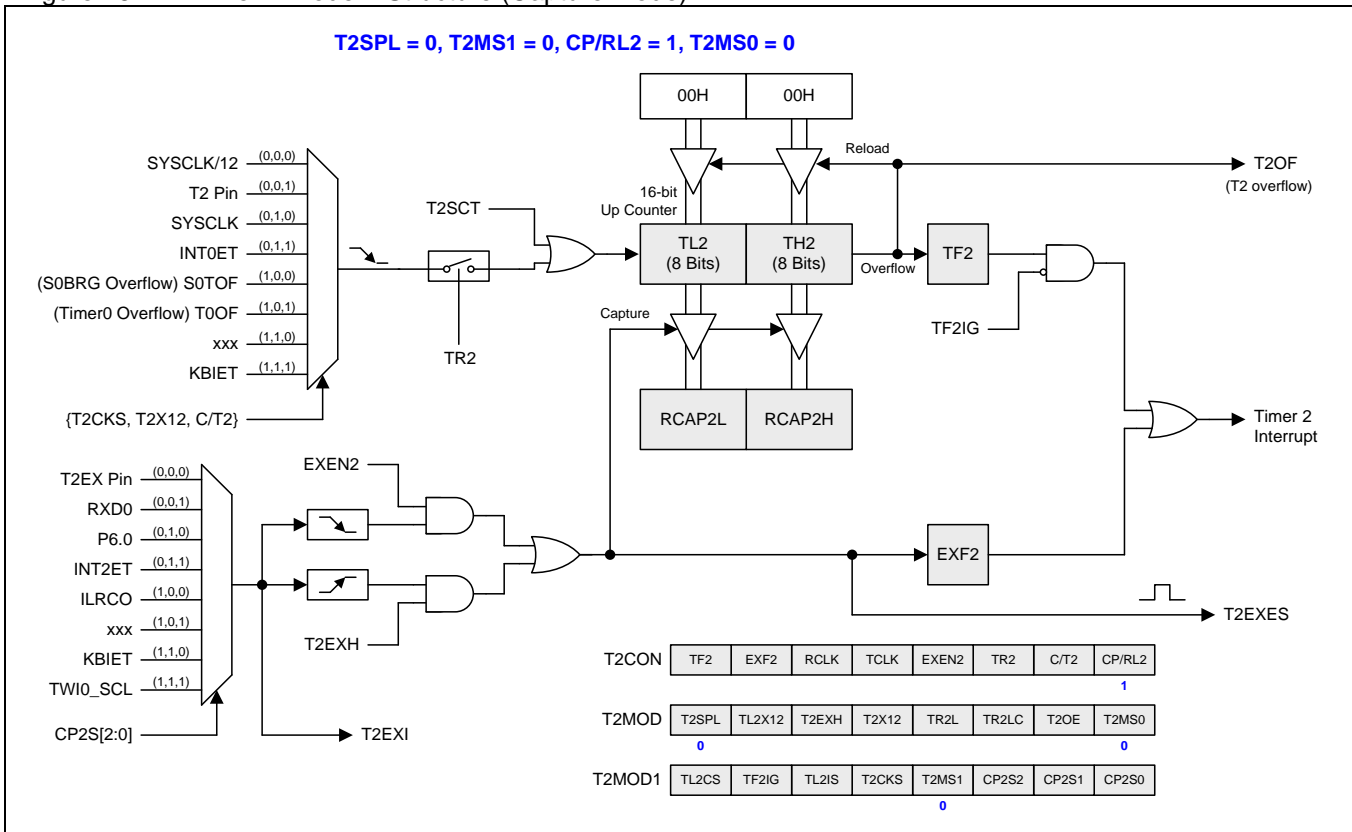 T2SPL = 0, T2MS1 = 0, CP/RL2 = 1, T2MS0 = 0
00H 00H
Reload
SYSCLK/12 (0,0,0)
T2 Pin (0,0,1)
SYSCLK (0,1,0)
INT0ET (0,1,1)
(S0BRG Overflow) S0TOF (1,0,0)
(Timer0 Overflow) T0OF (1,0,1)
xxx (1,1,0)
KBIET (1,1,1)
{T2CKS, T2X12, C/T2}
TR2
T2SCT
16-bit
Up Counter
TL2
(8 Bits)
TH2
(8 Bits)
Overflow
TF2
T2OF
(T2 overflow)
TF2IG
Capture
RCAP2L RCAP2H
Timer 2
Interrupt
T2EX Pin (0,0,0)
RXD0 (0,0,1)
P6.0 (0,1,0)
INT2ET (0,1,1)
ILRCO (1,0,0)
xxx (1,0,1)
KBIET (1,1,0)
TWI0_SCL (1,1,1)
CP2S[2:0]
EXEN2
T2EXH
T2EXI
EXF2
T2EXES
T2CON TF2 EXF2 RCLK TCLK EXEN2 TR2 C/T2 CP/RL2
1
T2MOD T2SPL TL2X12 T2EXH T2X12 TR2L TR2LC T2OE T2MS0
0 0
T2MOD1 TL2CS TF2IG TL2IS T2CKS T2MS1 CP2S2 CP2S1 CP2S0
0